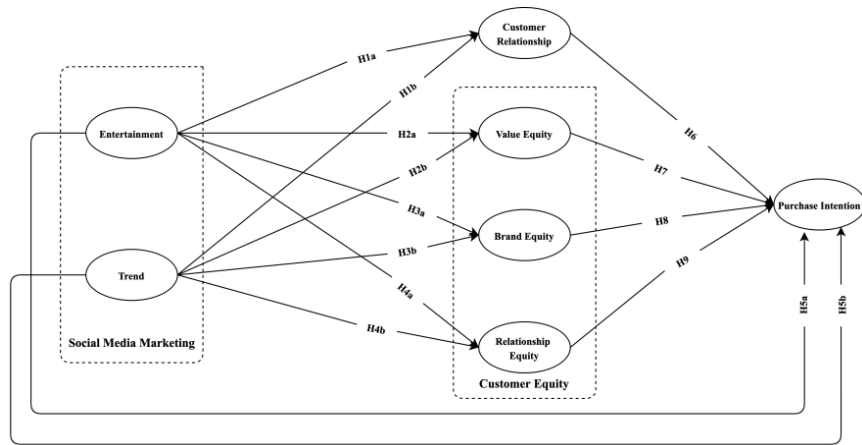 Customer
Relationship
H1a
H1b
Entertainment
H2a
Value Equity
H6
H2b
H7
H3a
Purchase Intention
H8
Brand Equity
H3b
H9
Trend
H4a
H5a
H5b
H4b
Social Media Marketing
Relationship
Equity
Customer Equity